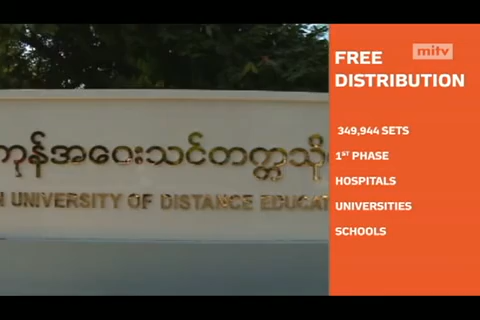 ကုန်အဝေးသင်တက္ကသို
UNIVERSITY OF DISTANCE EDUCAT
mitv
FREE
DISTRIBUTION
349,944 SETS
1ST PHASE
HOSPITALS
UNIVERSITIES
SCHOOLS